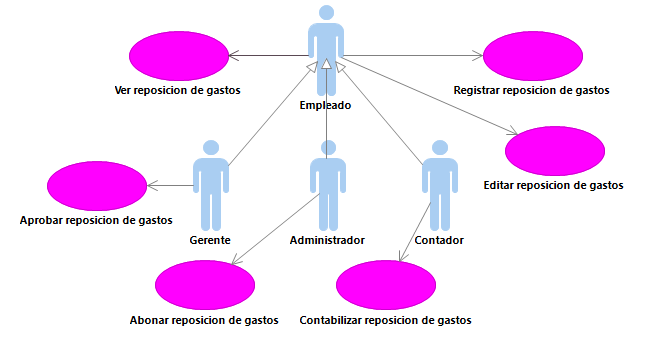 Ver reposicion de gastos
Registrar reposicion de gastos
Empleado
Editar reposicion de gastos
Aprobar reposicion de gastos
Gerente
Administrador
Contador
Abonar reposicion de gastos
Contabilizar reposicion de gastos